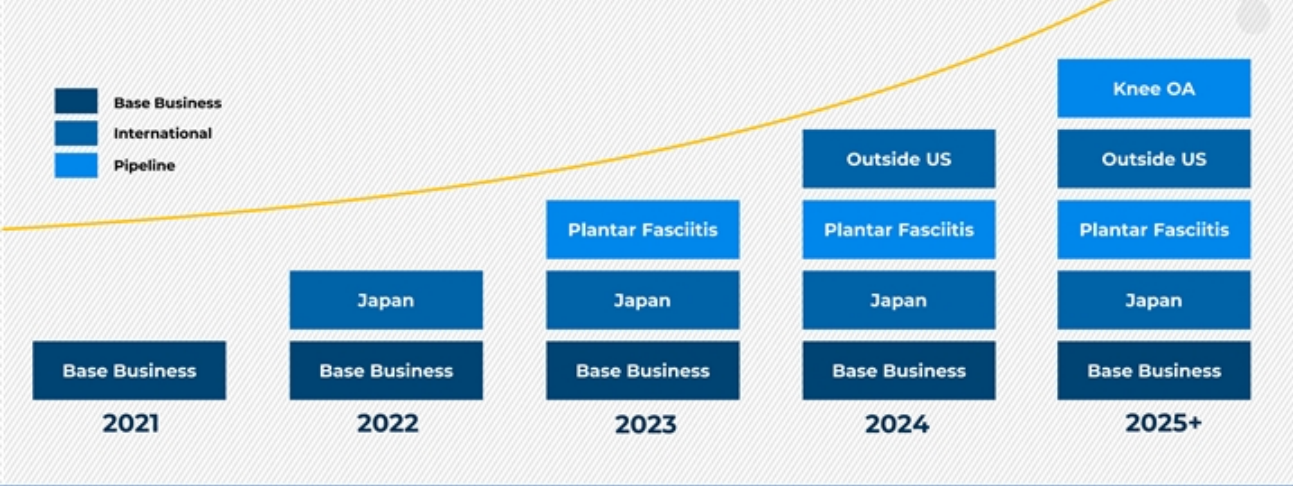 Base Business
International
Pipeline
Knee OA
Outside US
Outside US
Plantar Fasciitis
Plantar Fasciitis
Plantar Fasciitis
Japan
Japan
Japan
Japan
Base Business
Base Business
Base Business
Base Business
Base Business
2021
2022
2023
2024
2025+